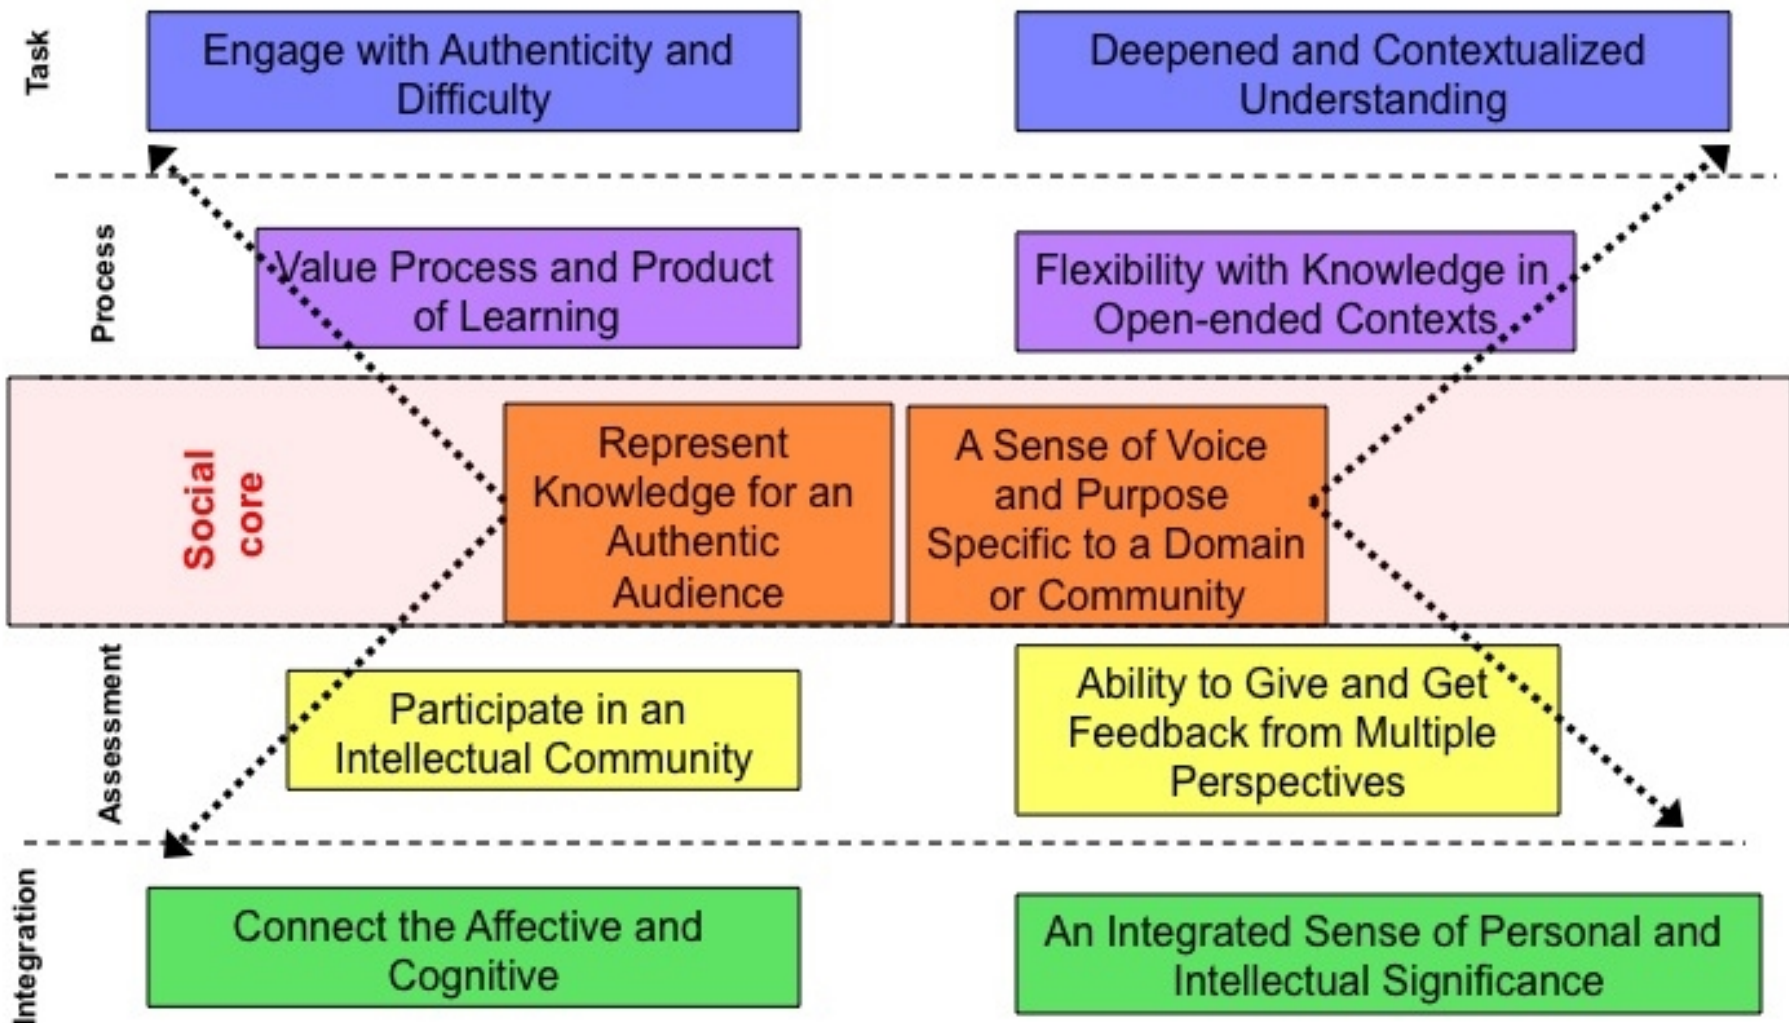 Task
Engage with Authenticity and
Difficulty
Deepened and Contextualized
Understanding
Process
Value Process and Product
of Learning
Flexibility with Knowledge in
Open-ended Contexts
Social
core
Represent
Knowledge for an
Authentic
Audience
A Sense of Voice
and Purpose
Specific to a Domain
or Community
Assessment
Participate in an
Intellectual Community
Ability to Give and Get
Feedback from Multiple
Perspectives
Integration
Connect the Affective and
Cognitive
An Integrated Sense of Personal and
Intellectual Significance